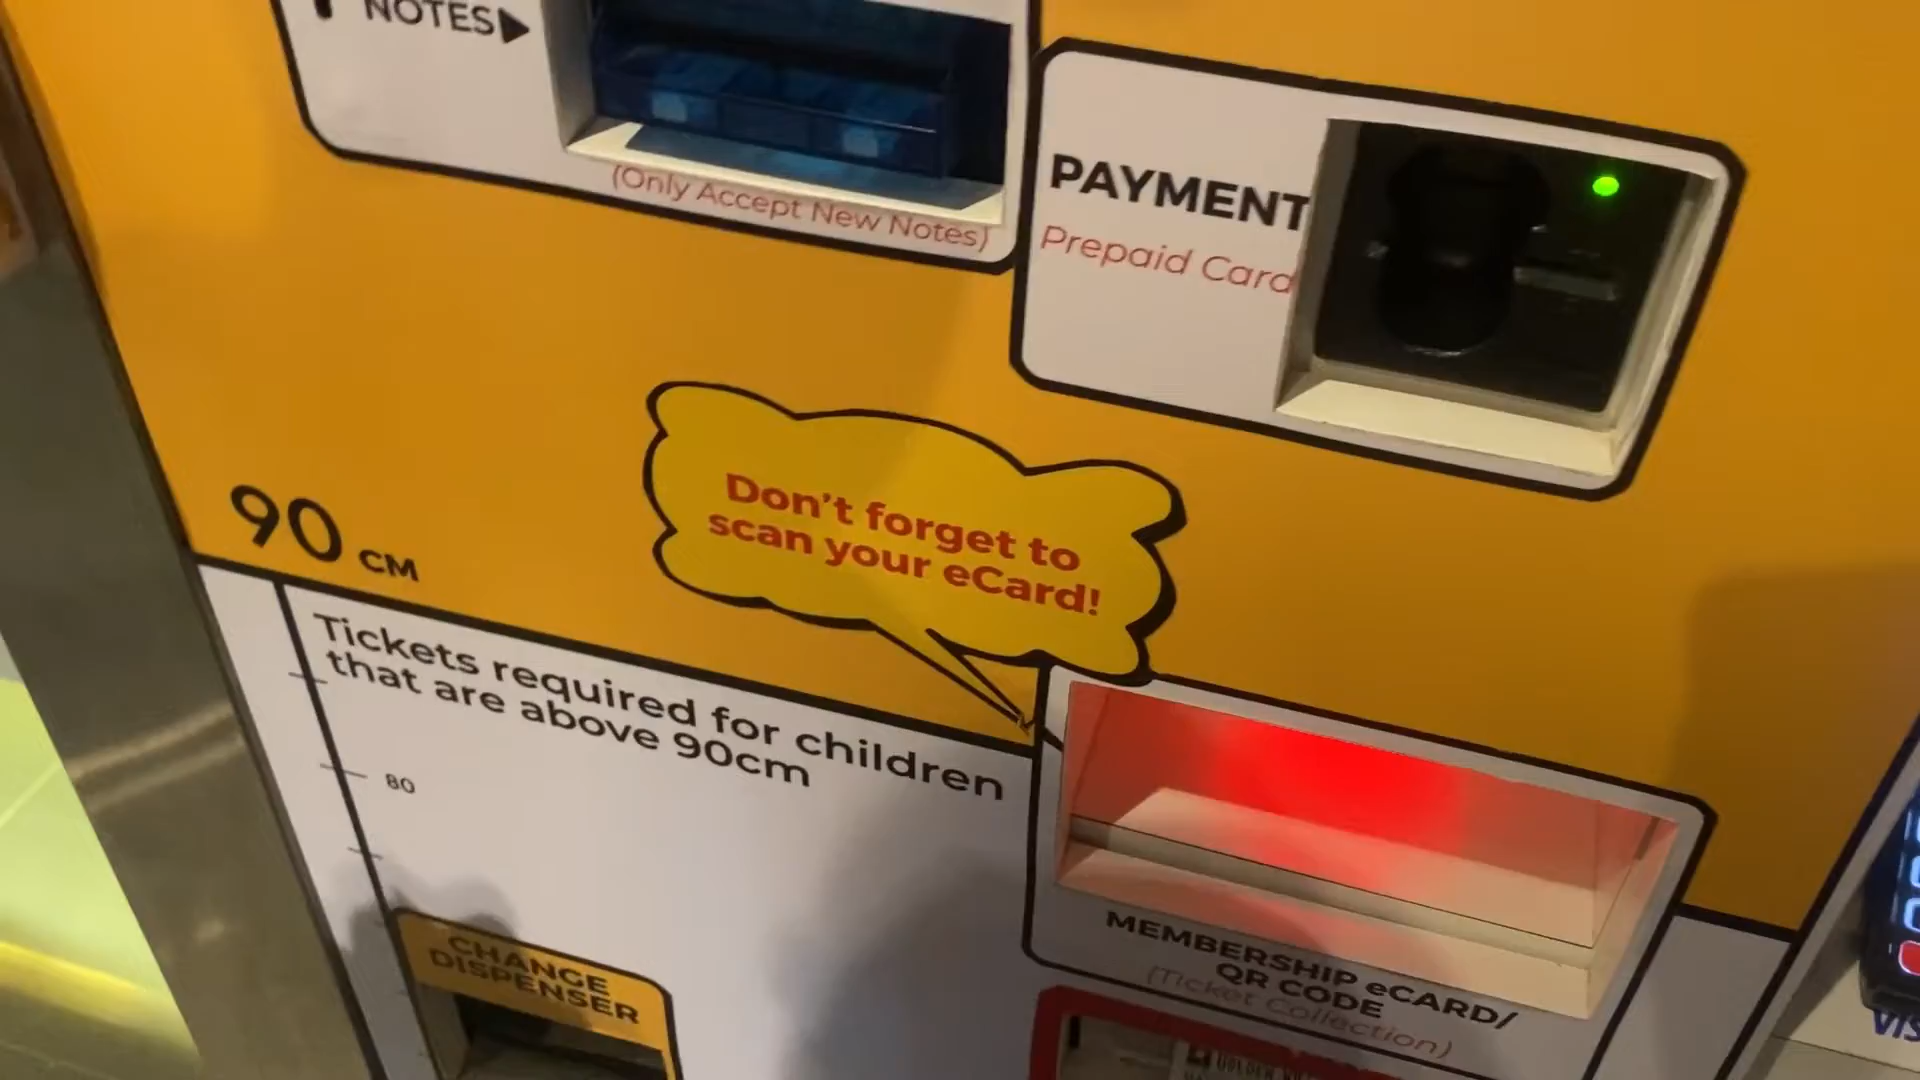 NOTES▶
(Only Accept New Notes)
PAYMENT
Prepaid Card
Don't forget to
scan your eCard!
90 CM
Tickets required for children
that are above 90cm
80
CHANGE
DISPENSER
MEMBERSHIP eCARD/
QR CODE
(Ticket Collection)